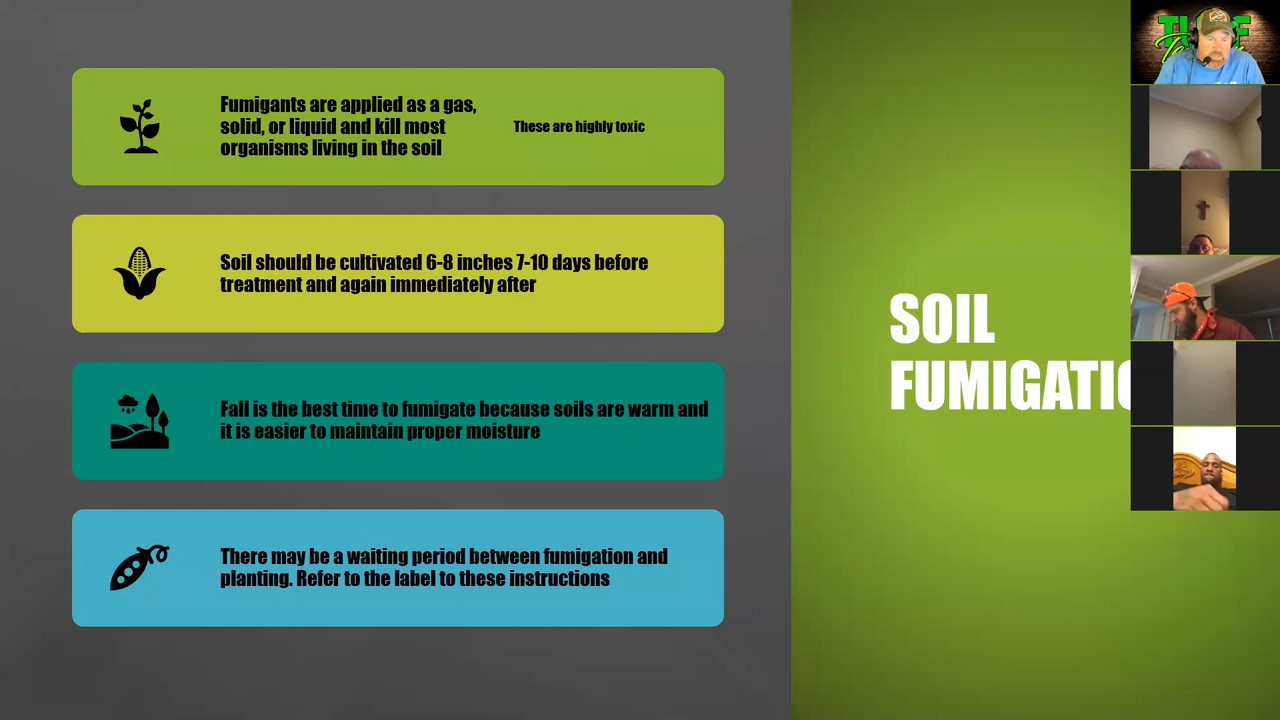 Fumigants are applied as a gas,
solid, or liquid and kill most
organisms living in the soil
These are highly toxic
Soil should be cultivated 6-8 inches 7-10 days before
treatment and again immediately after
Fall is the best time to fumigate because soils are warm and
it is easier to maintain proper moisture
There may be a waiting period between fumigation and
planting. Refer to the label to these instructions
SOIL